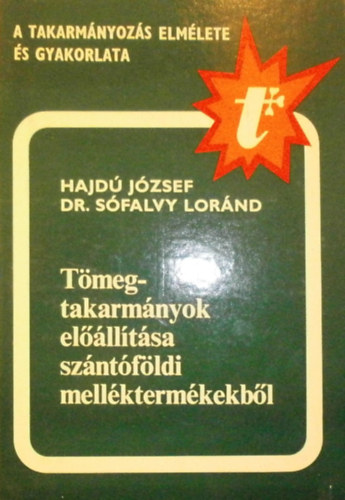 A TAKARMÁNYOZÁS ELMÉLETE
ÉS GYAKORLATA
t
HAJDÚ JÓZSEF
DR. SÓFALVY LORÁND
Tömeg-
takarmányok
előállítása
szántóföldi
melléktermékekből